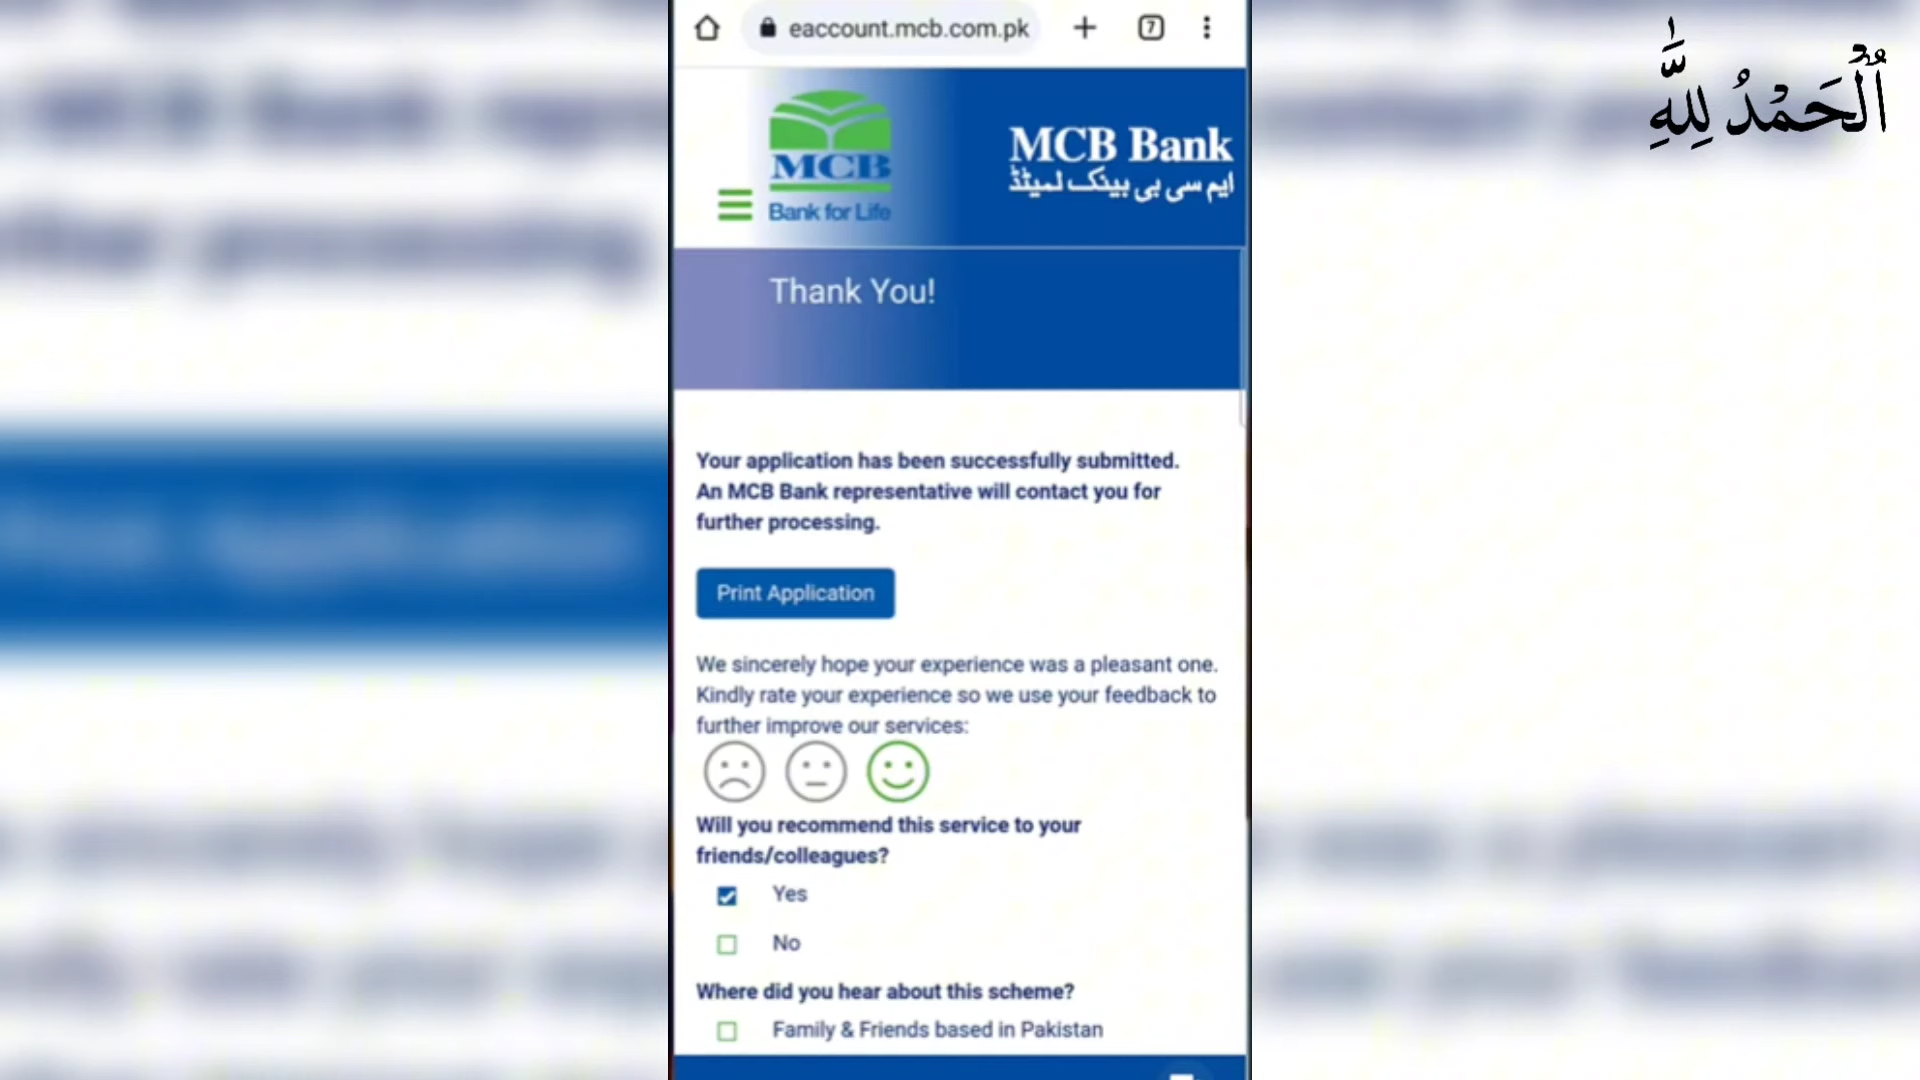 eaccount.mcb.com.pk
7
اَلْحَمْدُ لِلّٰهِ
MCB
Bank for Life
MCB Bank
ایم سی بی بینک لمیٹڈ
Thank You!
Your application has been successfully submitted.
An MCB Bank representative will contact you for
further processing.
Print Application
We sincerely hope your experience was a pleasant one.
Kindly rate your experience so we use your feedback to
further improve our services:
Will you recommend this service to your
friends/colleagues?
Yes
No
Where did you hear about this scheme?
Family & Friends based in Pakistan